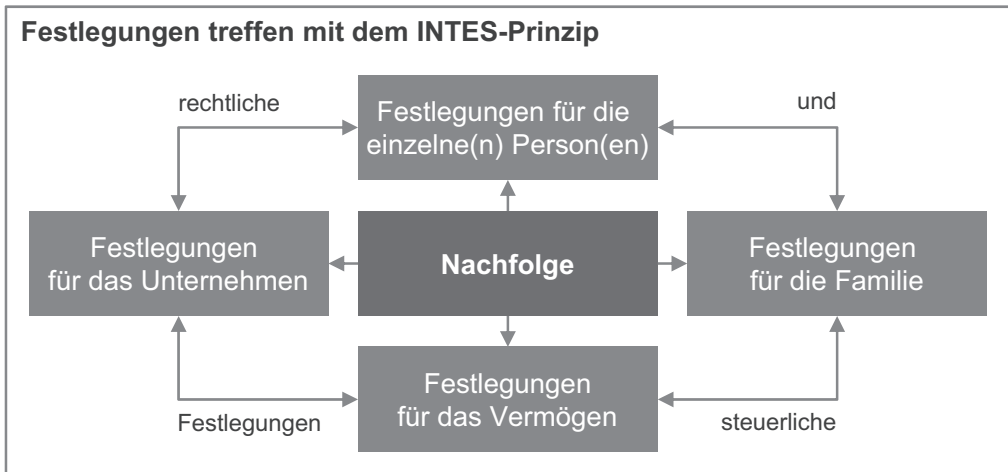 Festlegungen treffen mit dem INTES-Prinzip
rechtliche
Festlegungen für die
einzelne(n) Person(en)
und
Festlegungen
für das Unternehmen
Nachfolge
Festlegungen
für die Familie
Festlegungen
Festlegungen
für das Vermögen
steuerliche